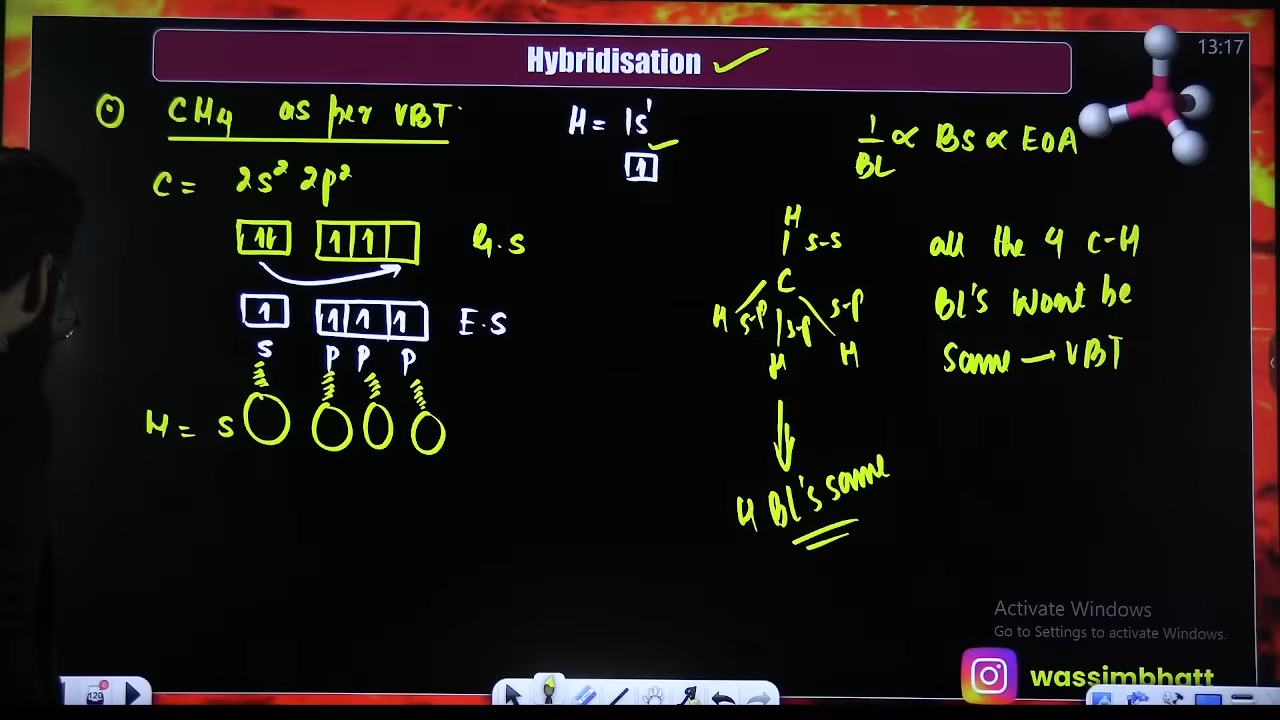 Hybridisation
13:17
CH4 as per VBT
H = 1s¹
1/BL ∝ BS ∝ EOA
C = 2s² 2p²
G.S
E.S
s p p p
H = s
H
s-s
C
H s-p s-p s-p H
H
4 BL's same
all the 4 C-H
BL's wont be
same → VBT
Activate Windows
Go to Settings to activate Windows.
wassimbhatt
120